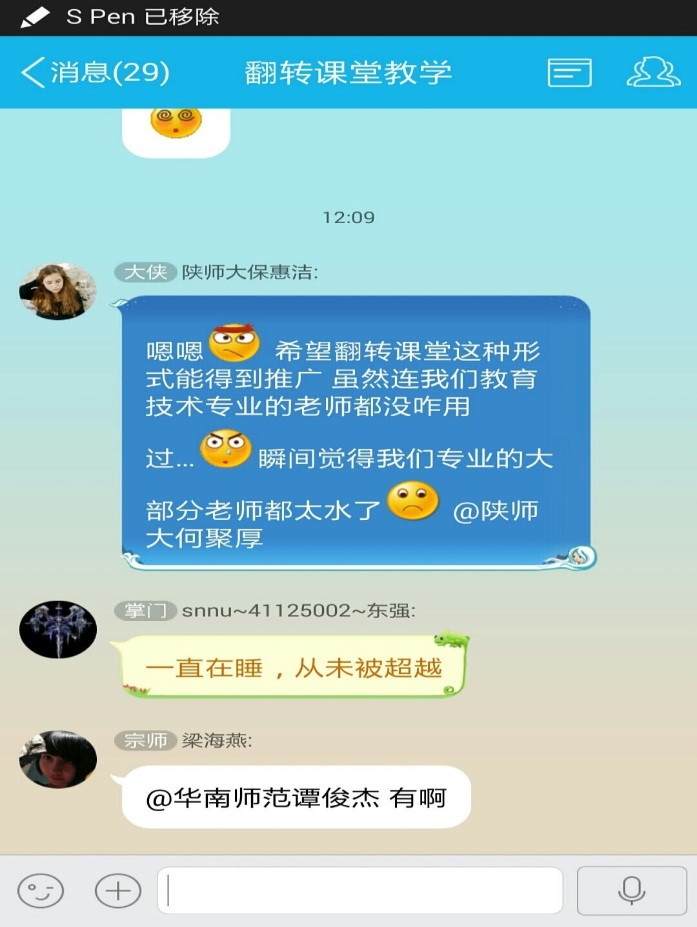 S Pen 已移除
消息(29)
翻转课堂教学
12:09
大侠 陕师大保惠洁:
嗯嗯 希望翻转课堂这种形
式能得到推广 虽然连我们教育
技术专业的老师都没咋用
过... 瞬间觉得我们专业的大
部分老师都太水了 @陕师
大何聚厚
掌门 snnu~41125002~东强:
一直在睡，从未被超越
宗师 梁海燕:
@华南师范谭俊杰 有啊